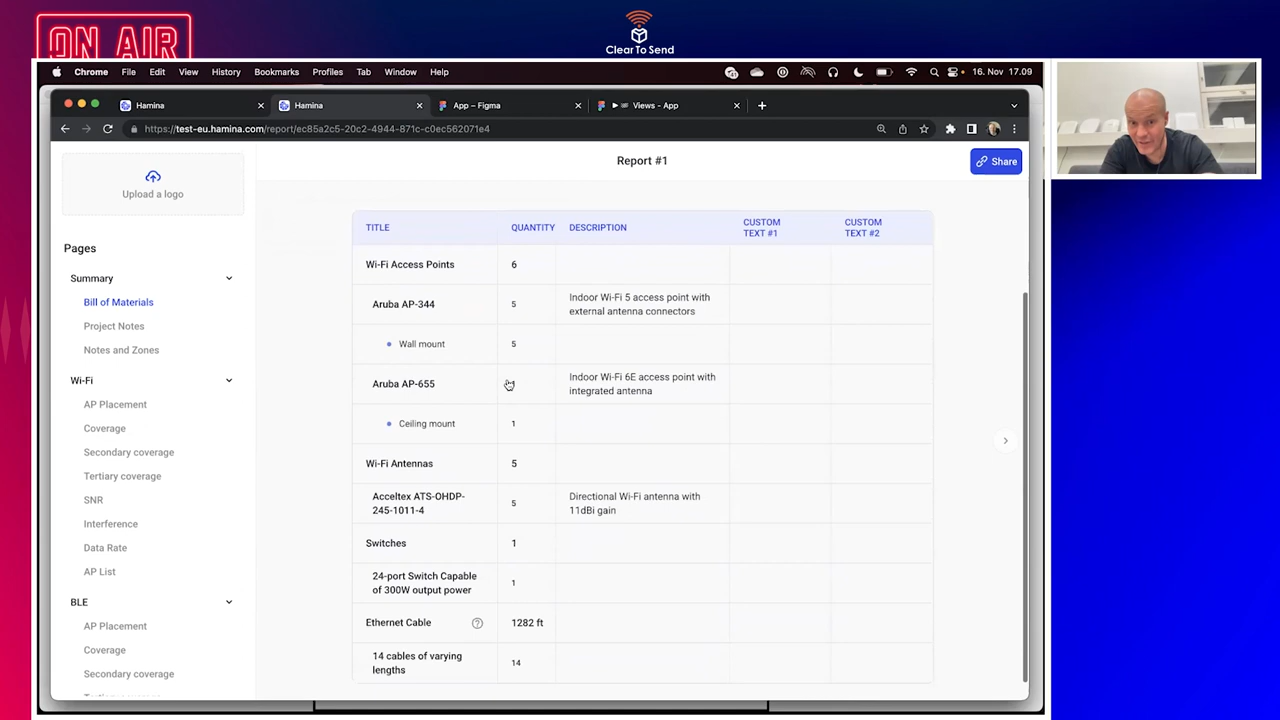 ON AIR
Clear To Send
Chrome File Edit View History Bookmarks Profiles Tab Window Help
16. Nov 17.09
Hamina
Hamina
App – Figma
Views - App
https://test-eu.hamina.com/report/ec85a2c5-20c2-4944-871c-c0ec562071e4
Upload a logo
Pages
Summary
Bill of Materials
Project Notes
Notes and Zones
Wi-Fi
AP Placement
Coverage
Secondary coverage
Tertiary coverage
SNR
Interference
Data Rate
AP List
BLE
AP Placement
Coverage
Secondary coverage
Report #1
Share
TITLE QUANTITY DESCRIPTION CUSTOM TEXT #1 CUSTOM TEXT #2
Wi-Fi Access Points 6
Aruba AP-344 5 Indoor Wi-Fi 5 access point with
external antenna connectors
Wall mount 5
Aruba AP-655 Indoor Wi-Fi 6E access point with
integrated antenna
Ceiling mount 1
Wi-Fi Antennas 5
Acceltex ATS-OHDP-
245-1011-4 5 Directional Wi-Fi antenna with
11dBi gain
Switches 1
24-port Switch Capable
of 300W output power 1
Ethernet Cable 1282 ft
14 cables of varying
lengths 14